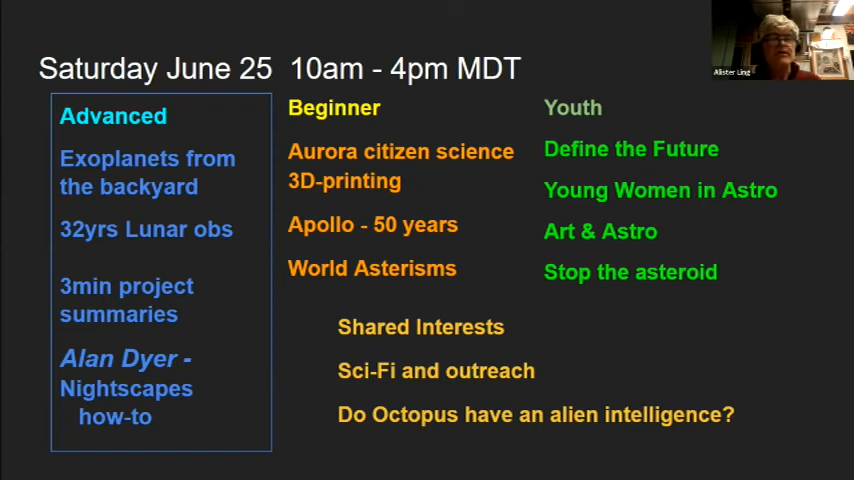 Saturday June 25 10am - 4pm MDT
Alister Ling
Advanced
Exoplanets from
the backyard
32yrs Lunar obs
3min project
summaries
Alan Dyer -
Nightscapes
how-to
Beginner
Aurora citizen science
3D-printing
Apollo - 50 years
World Asterisms
Youth
Define the Future
Young Women in Astro
Art & Astro
Stop the asteroid
Shared Interests
Sci-Fi and outreach
Do Octopus have an alien intelligence?